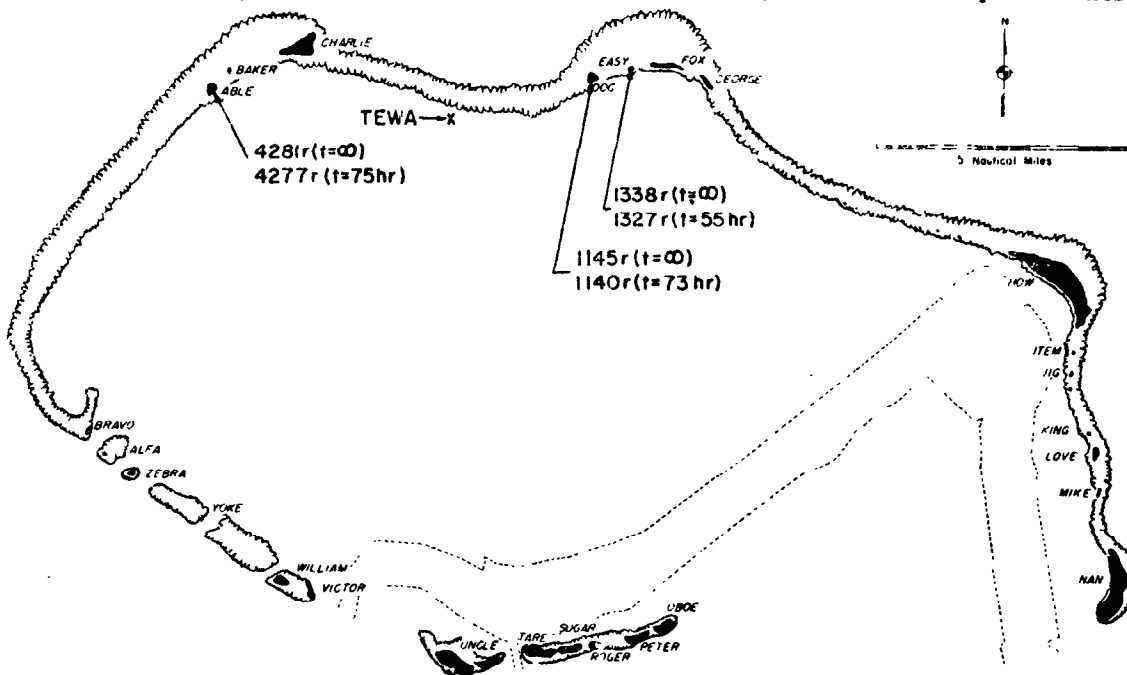 N
CHARLIE
BAKER
ABLE
EASY
FOX
DOG
GEORGE
TEWA → X
5 Nautical Miles
4281r (t=∞)
4277r (t=75hr)
1338r (t=∞)
1327r (t=55hr)
1145r (t=∞)
1140r (t=73hr)
HOW
ITEM
JIG
KING
LOVE
MIKE
NAN
BRAVO
ALFA
ZEBRA
YOKE
WILLIAM
VICTOR
OBOE
SUGAR
TARE
UNCLE
PETER
ROGER